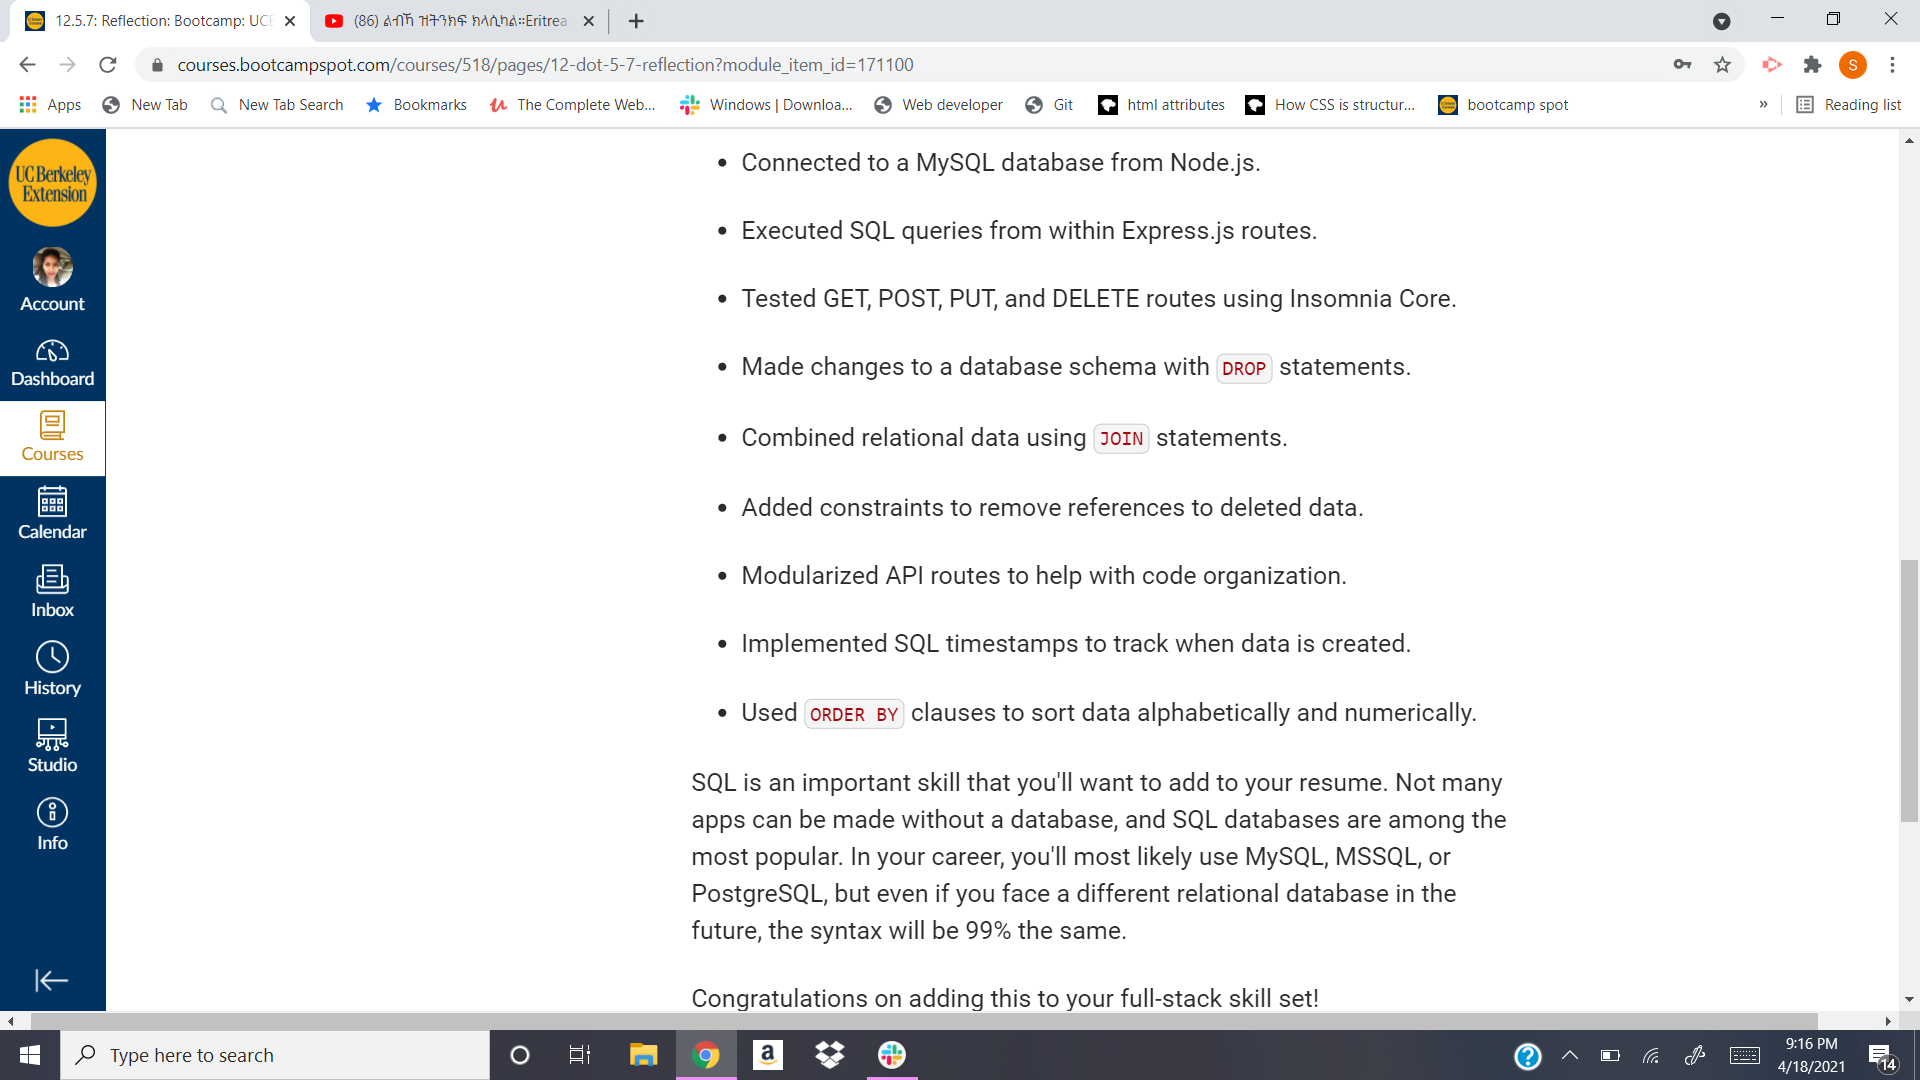 12.5.7: Reflection: Bootcamp: UCB
(86) ልብኻ ዝትንክፍ ክላሲካል።Eritrea
courses.bootcampspot.com/courses/518/pages/12-dot-5-7-reflection?module_item_id=171100
S
Apps New Tab New Tab Search Bookmarks The Complete Web... Windows | Downloa... Web developer Git html attributes How CSS is structur... bootcamp spot » Reading list
UC Berkeley
Extension
Account
Dashboard
Courses
Calendar
Inbox
History
Studio
Info
• Connected to a MySQL database from Node.js.
• Executed SQL queries from within Express.js routes.
• Tested GET, POST, PUT, and DELETE routes using Insomnia Core.
• Made changes to a database schema with DROP statements.
• Combined relational data using JOIN statements.
• Added constraints to remove references to deleted data.
• Modularized API routes to help with code organization.
• Implemented SQL timestamps to track when data is created.
• Used ORDER BY clauses to sort data alphabetically and numerically.
SQL is an important skill that you'll want to add to your resume. Not many
apps can be made without a database, and SQL databases are among the
most popular. In your career, you'll most likely use MySQL, MSSQL, or
PostgreSQL, but even if you face a different relational database in the
future, the syntax will be 99% the same.
Congratulations on adding this to your full-stack skill set!
Type here to search
a
?
9:16 PM
4/18/2021
14